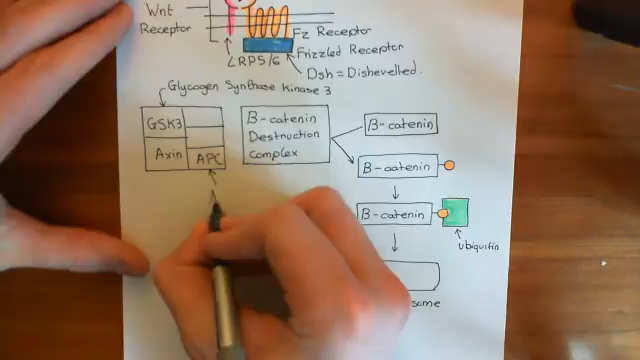 Wnt
Receptor
Fz Receptor
Frizzled Receptor
LRP5/6
Dsh = Dishevelled.
Glycogen Synthase Kinase 3
GSK3
Axin
APC
β-catenin
Destruction
Complex
β-catenin
β-catenin
β-catenin
ubiquitin